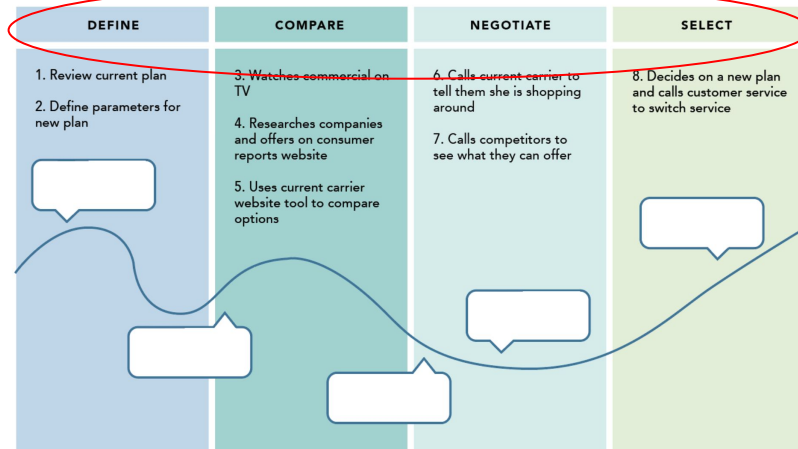 DEFINE
COMPARE
NEGOTIATE
SELECT
1. Review current plan
2. Define parameters for
new plan
3. Watches commercial on
TV
4. Researches companies
and offers on consumer
reports website
5. Uses current carrier
website tool to compare
options
6. Calls current carrier to
tell them she is shopping
around
7. Calls competitors to
see what they can offer
8. Decides on a new plan
and calls customer service
to switch service